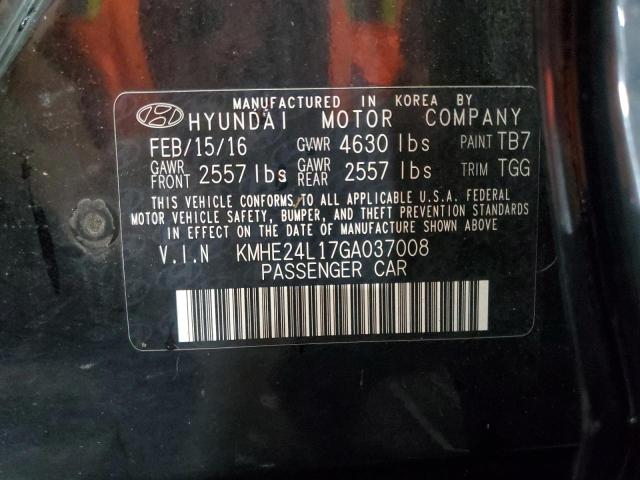 MANUFACTURED IN KOREA BY
HYUNDAI MOTOR COMPANY
FEB/15/16 GVWR 4630 lbs PAINT TB7
GAWR FRONT 2557 lbs GAWR REAR 2557 lbs TRIM TGG
THIS VEHICLE CONFORMS TO ALL APPLICABLE U.S.A. FEDERAL
MOTOR VEHICLE SAFETY, BUMPER, AND THEFT PREVENTION STANDARDS
IN EFFECT ON THE DATE OF MANUFACTURE SHOWN ABOVE.
V.I.N KMHE24L17GA037008
PASSENGER CAR